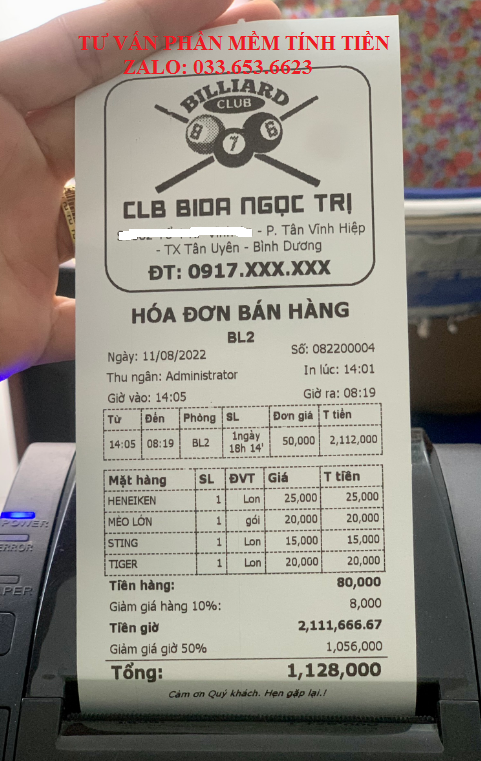 TƯ VẤN PHẦN MỀM TÍNH TIỀN
ZALO: 033.653.6623
BILLIARD
CLUB
8 7 6
CLB BIDA NGỌC TRỊ
- P. Tân Vĩnh Hiệp
- TX Tân Uyên - Bình Dương
ĐT: 0917.XXX.XXX
HÓA ĐƠN BÁN HÀNG
BL2
Ngày: 11/08/2022 Số: 082200004
Thu ngân: Administrator In lúc: 14:01
Giờ vào: 14:05 Giờ ra: 08:19
Từ Đến Phòng SL Đơn giá T tiền
14:05 08:19 BL2 1ngày 18h 14' 50,000 2,112,000
Mặt hàng SL ĐVT Giá T tiền
HENEIKEN 1 Lon 25,000 25,000
MÈO LỚN 1 gói 20,000 20,000
STING 1 Lon 15,000 15,000
TIGER 1 Lon 20,000 20,000
Tiền hàng: 80,000
Giảm giá hàng 10%: 8,000
Tiền giờ 2,111,666.67
Giảm giá giờ 50% 1,056,000
Tổng: 1,128,000
Cảm ơn Quý khách. Hẹn gặp lại.!
POWER
ERROR